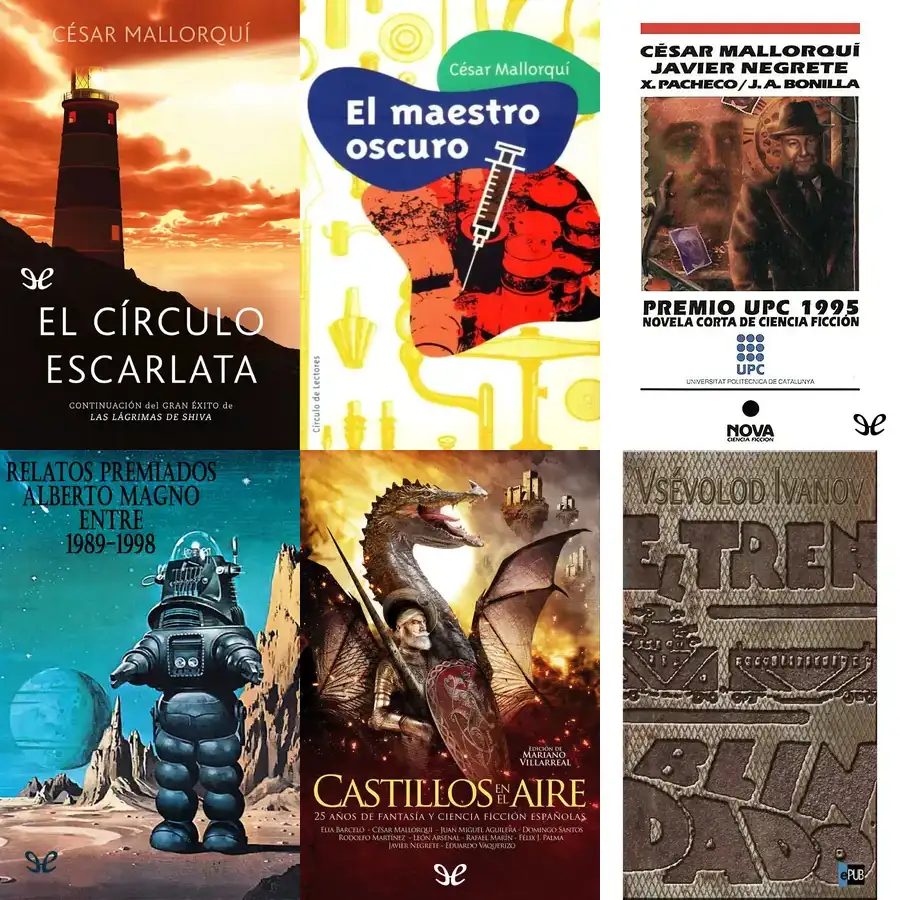 CÉSAR MALLORQUÍ
EL CÍRCULO
ESCARLATA
CONTINUACIÓN del GRAN ÉXITO de
LAS LÁGRIMAS DE SHIVA
César Mallorquí
El maestro
oscuro
Círculo de Lectores
CÉSAR MALLORQUÍ
JAVIER NEGRETE
X. PACHECO/J. A. BONILLA
PREMIO UPC 1995
NOVELA CORTA DE CIENCIA FICCIÓN
UPC
UNIVERSITAT POLITÈCNICA DE CATALUNYA
NOVA
CIENCIA FICCIÓN
RELATOS PREMIADOS
ALBERTO MAGNO
ENTRE
1989-1998
EDICIÓN DE
MARIANO
VILLARREAL
CASTILLOS EN EL AIRE
25 AÑOS DE FANTASÍA Y CIENCIA FICCIÓN ESPAÑOLAS
ELIA BARCELÓ - CÉSAR MALLORQUÍ - JUAN MIGUEL AGUILERA - DOMINGO SANTOS
RODOLFO MARTÍNEZ - LEÓN ARSENAL - RAFAEL MARÍN - FÉLIX J. PALMA
JAVIER NEGRETE - EDUARDO VAQUERIZO
VSÉVOLOD IVANO
E, TREN
BLIN
DADO
ePUB